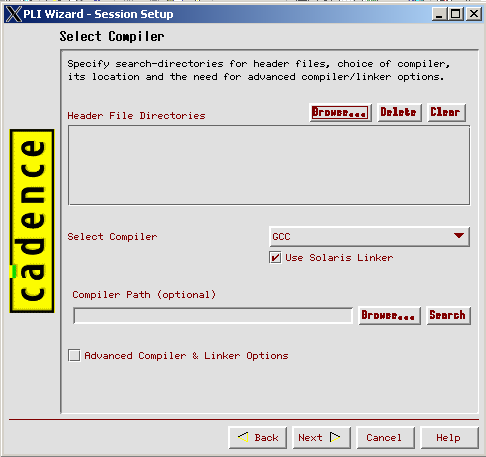 PLI Wizard - Session Setup
Select Compiler
Specify search-directories for header files, choice of compiler,
its location and the need for advanced compiler/linker options.
Header File Directories
Browse... Delete Clear
cadence
Select Compiler
GCC
Use Solaris Linker
Compiler Path (optional)
Browse... Search
Advanced Compiler & Linker Options
Back Next Cancel Help